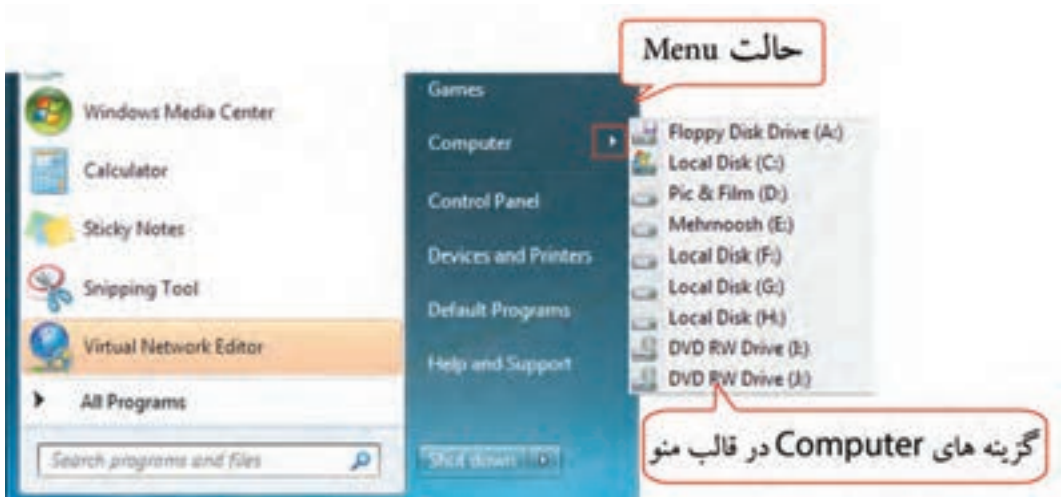 حالت Menu
Windows Media Center
Calculator
Sticky Notes
Snipping Tool
Virtual Network Editor
All Programs
Search programs and files
Games
Computer
Control Panel
Devices and Printers
Default Programs
Help and Support
Shut down
Floppy Disk Drive (A:)
Local Disk (C:)
Pic & Film (D:)
Mehrnoosh (E:)
Local Disk (F:)
Local Disk (G:)
Local Disk (H:)
DVD RW Drive (I:)
DVD RW Drive (J:)
گزینه های Computer در قالب منو